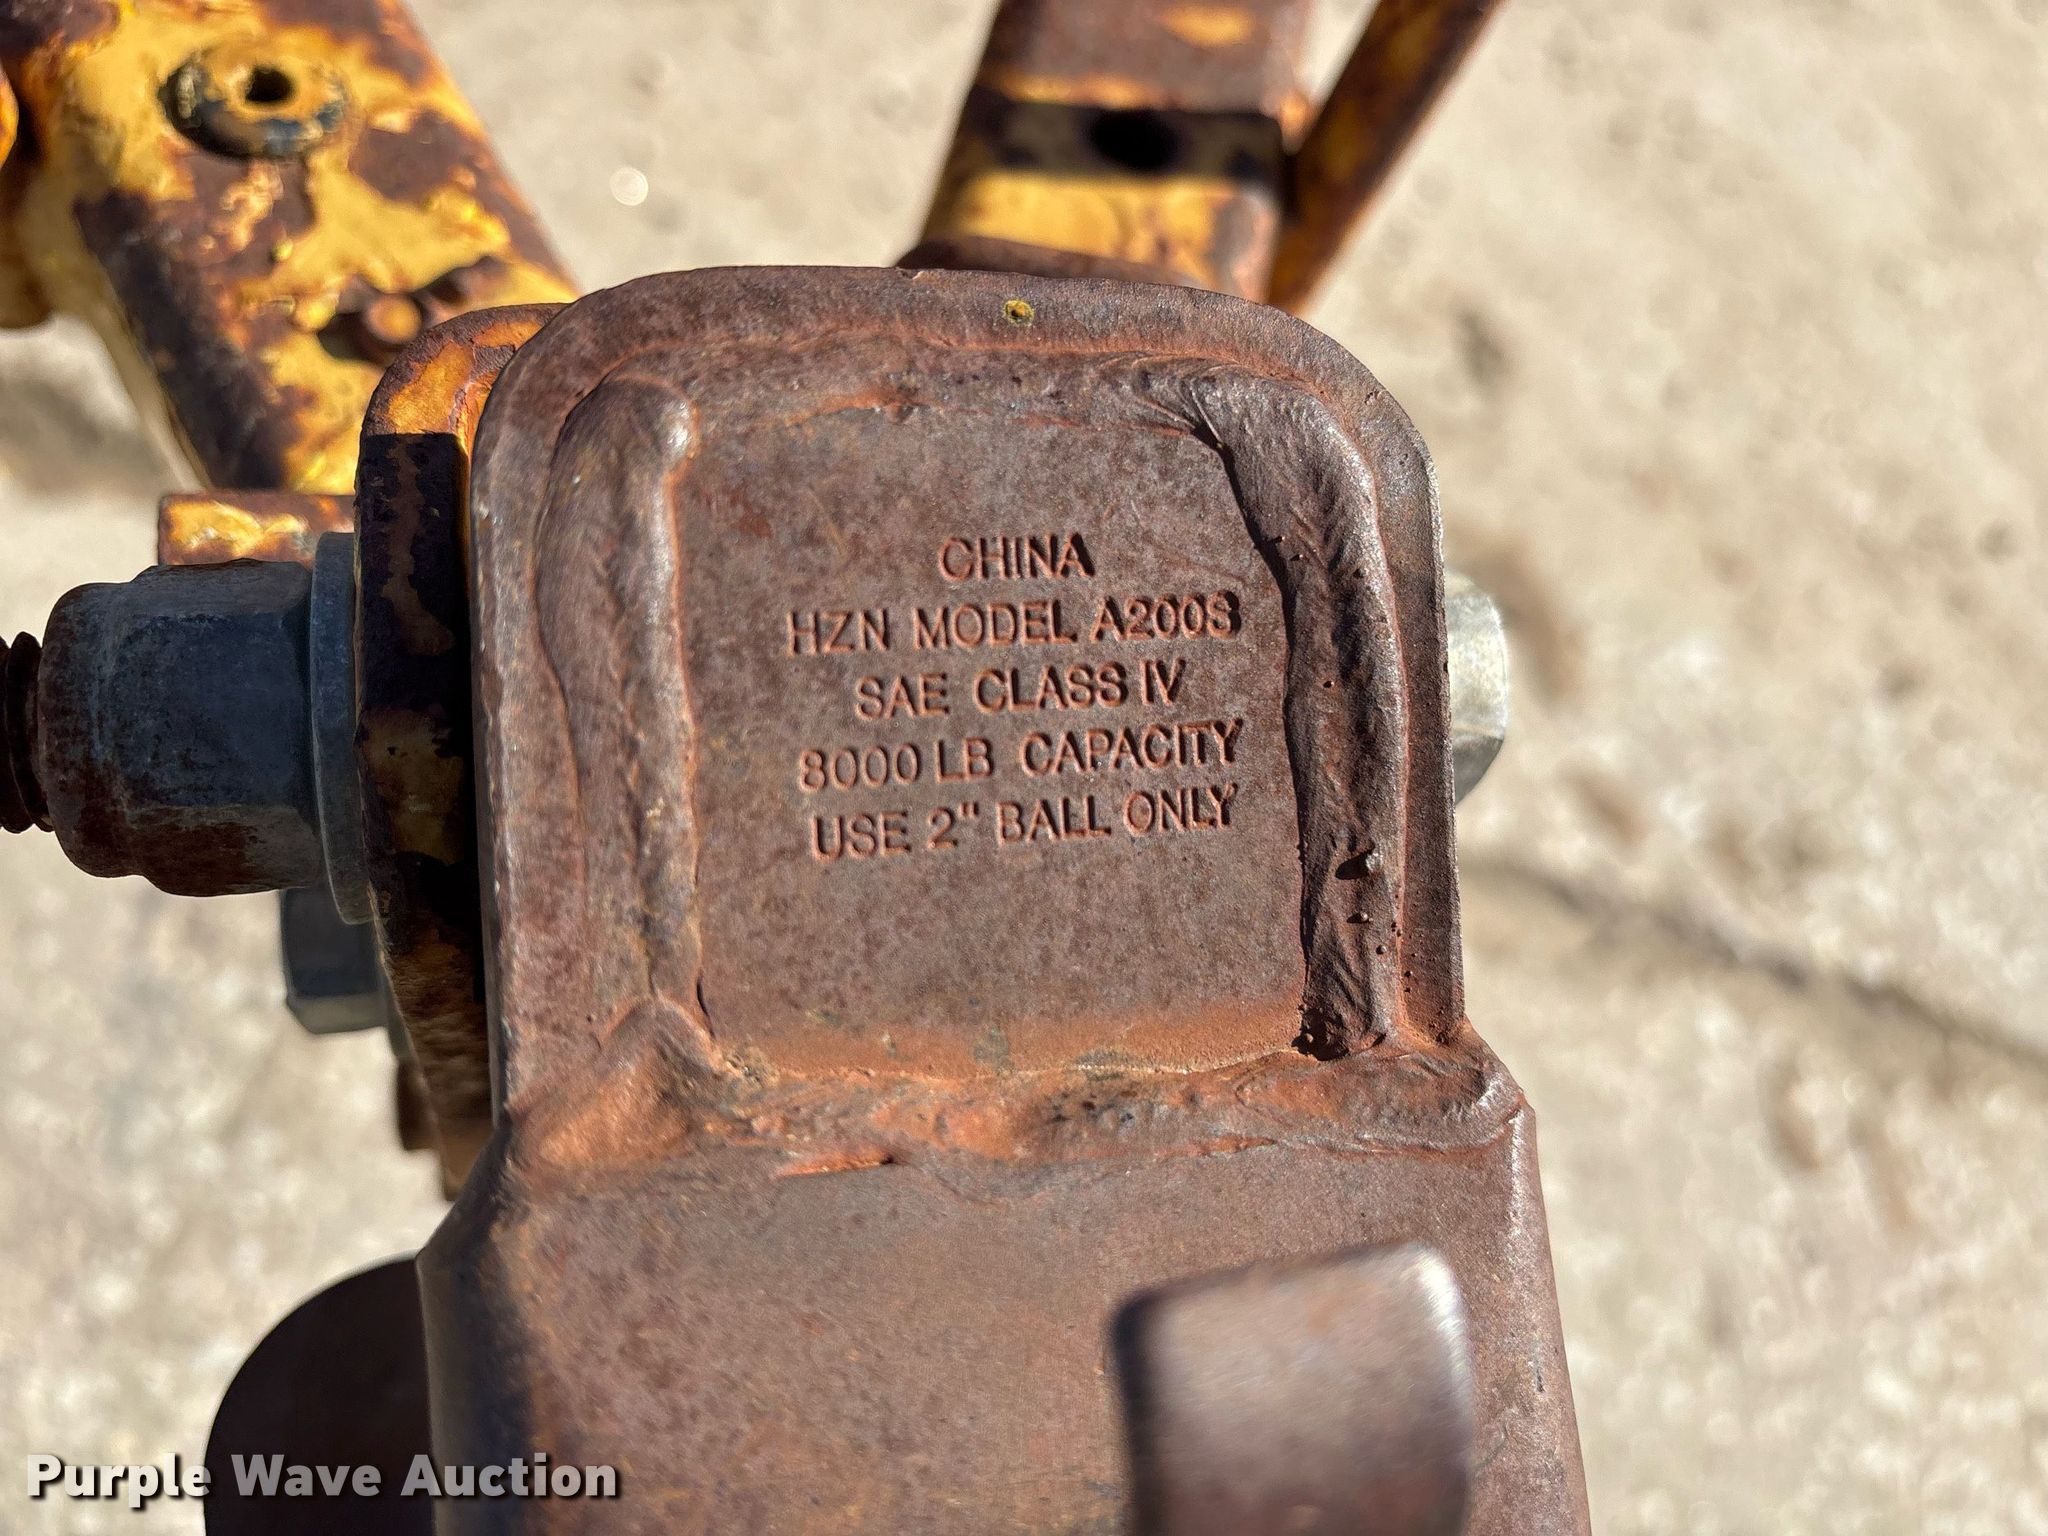 CHINA
HZN MODEL A200S
SAE CLASS IV
8000 LB CAPACITY
USE 2" BALL ONLY
Purple Wave Auction